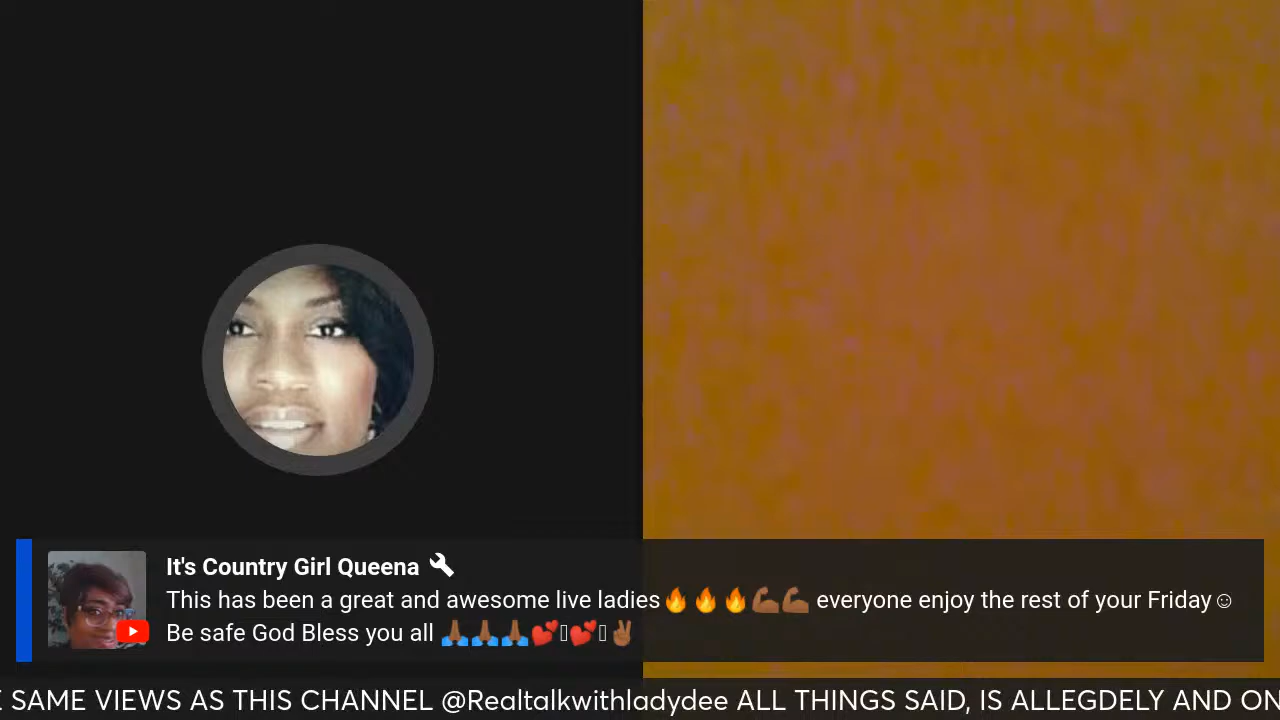 It's Country Girl Queena
This has been a great and awesome live ladies🔥🔥🔥💪🏾💪🏾 everyone enjoy the rest of your Friday☺
Be safe God Bless you all 🙏🏾🙏🏾🙏🏾💕▯💕▯✌🏾
SAME VIEWS AS THIS CHANNEL @Realtalkwithladydee ALL THINGS SAID, IS ALLEGDELY AND